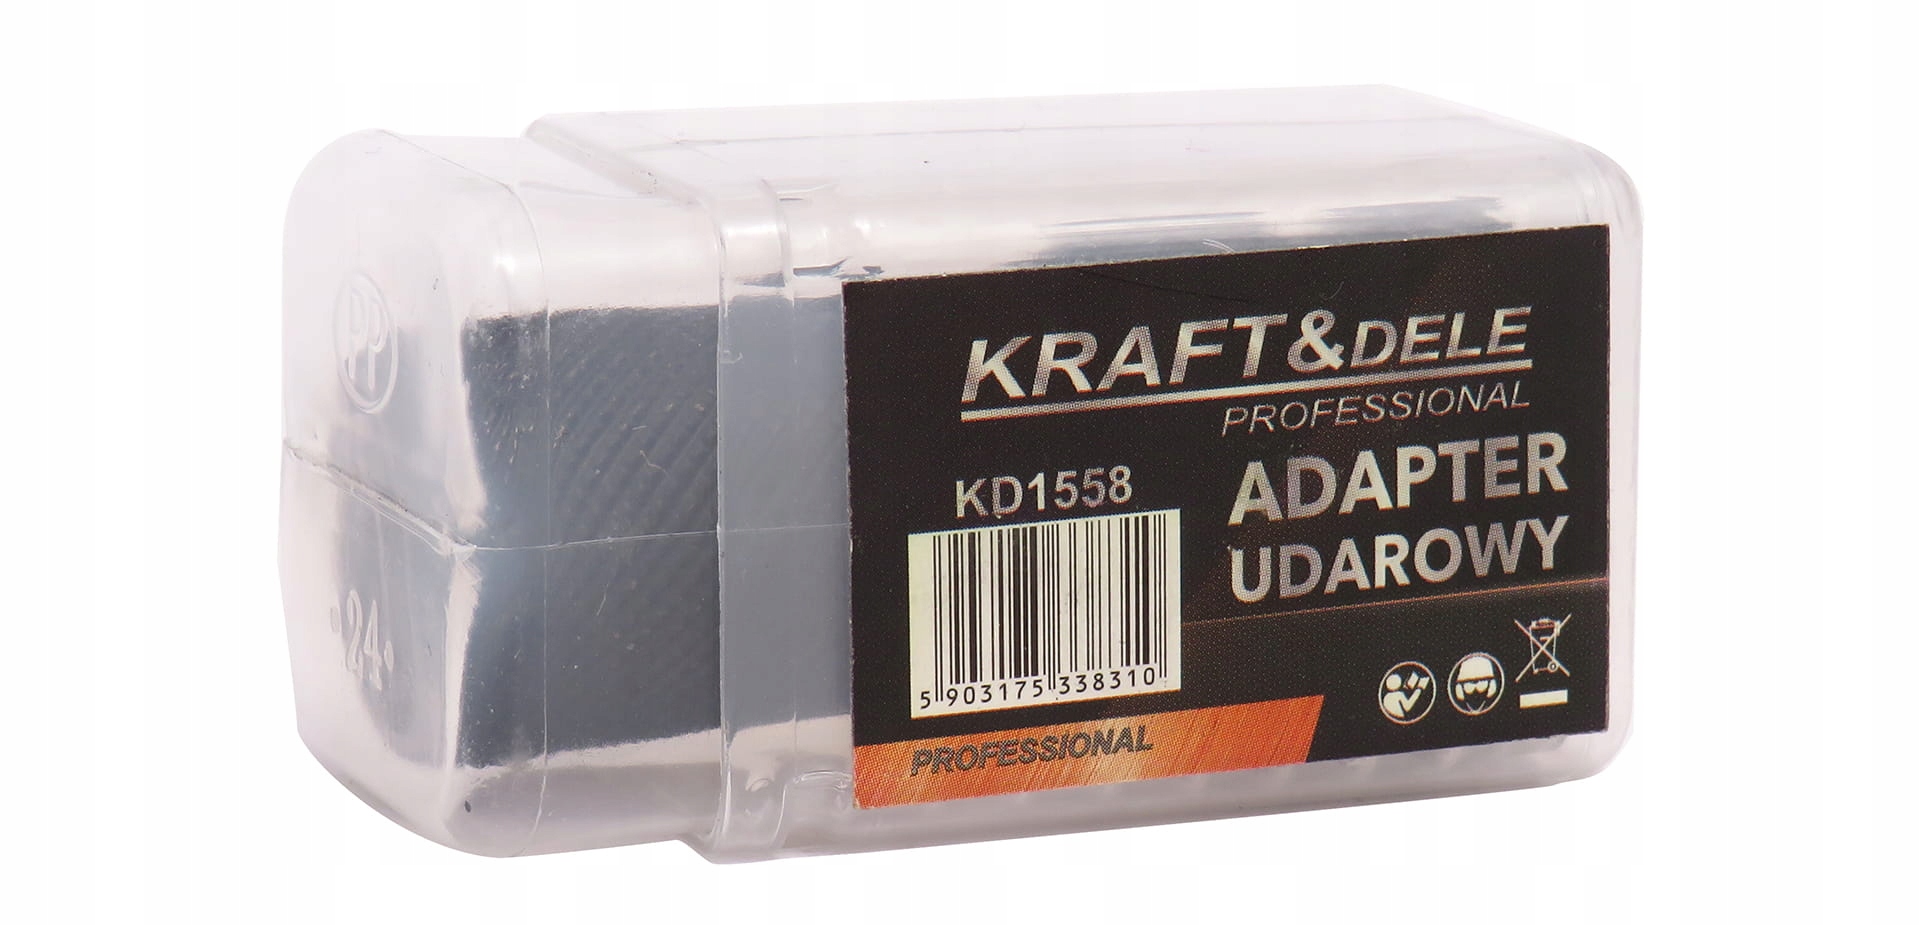 PP
•24•
KRAFT&DELE
PROFESSIONAL
KD1558
ADAPTER
UDAROWY
5 903175 338310
PROFESSIONAL